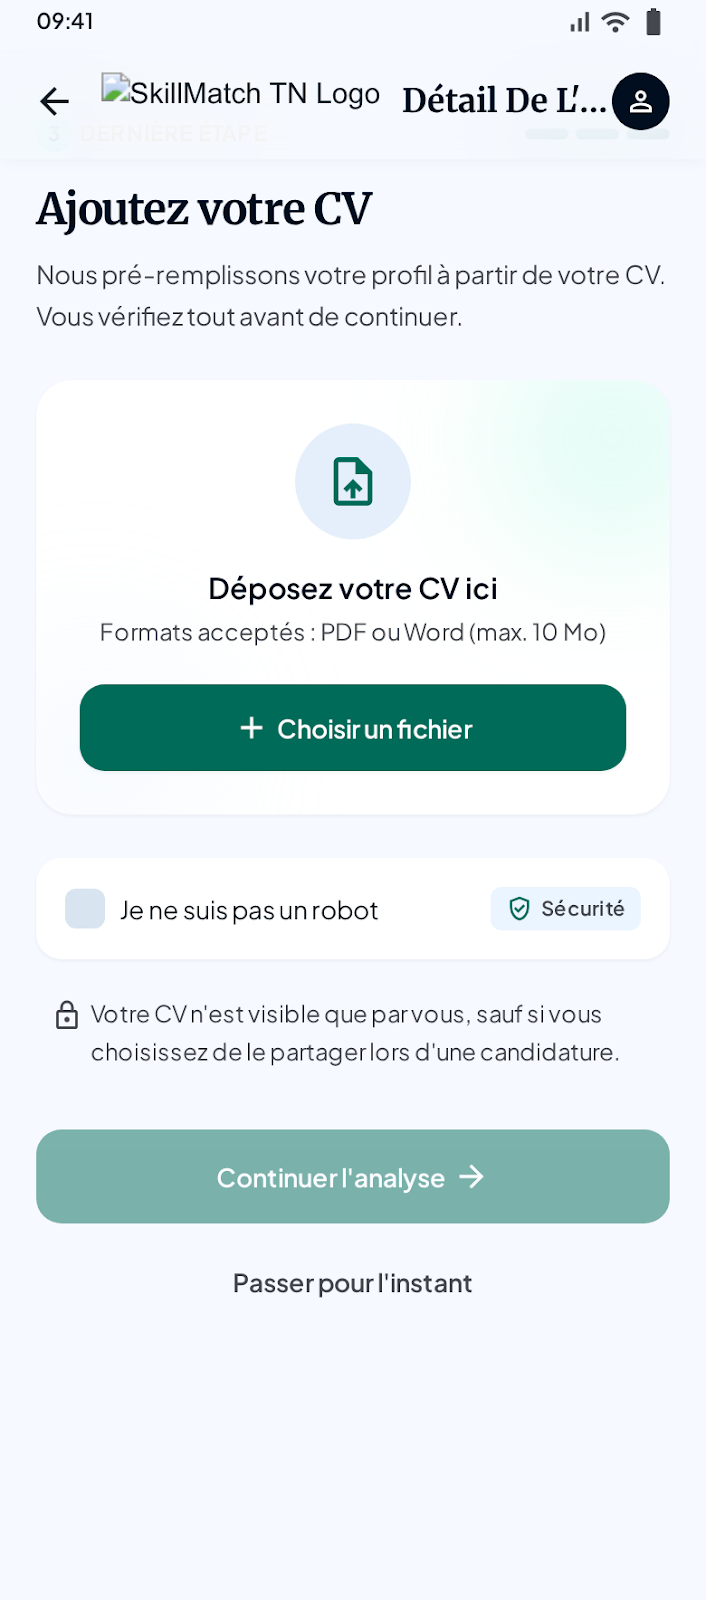 09:41
SkillMatch TN Logo Détail De L'...
3 DERNIÈRE ÉTAPE
Ajoutez votre CV
Nous pré-remplissons votre profil à partir de votre CV.
Vous vérifiez tout avant de continuer.
Déposez votre CV ici
Formats acceptés : PDF ou Word (max. 10 Mo)
Choisir un fichier
Je ne suis pas un robot Sécurité
Votre CV n'est visible que par vous, sauf si vous
choisissez de le partager lors d'une candidature.
Continuer l'analyse →
Passer pour l'instant